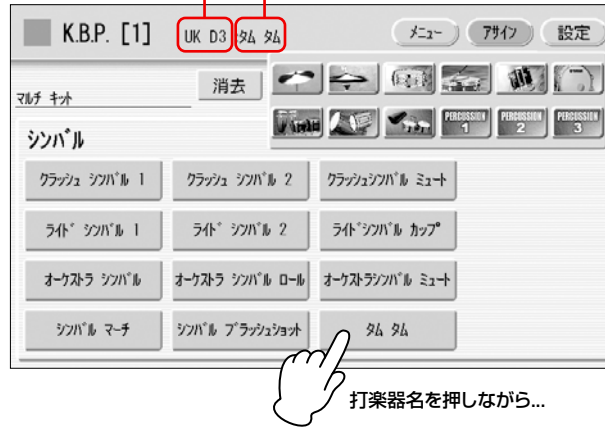 K.B.P. [1] UK D3 タム タム メニュー アサイン 設定
マルチ キット 消去
PERCUSSION 1 PERCUSSION 2 PERCUSSION 3
シンバル
クラッシュ シンバル 1 クラッシュ シンバル 2 クラッシュシンバル ミュート
ライド シンバル 1 ライド シンバル 2 ライドシンバル カップ
オーケストラ シンバル オーケストラ シンバル ロール オーケストラシンバル ミュート
シンバル マーチ シンバル ブラッシュショット タム タム
打楽器名を押しながら...